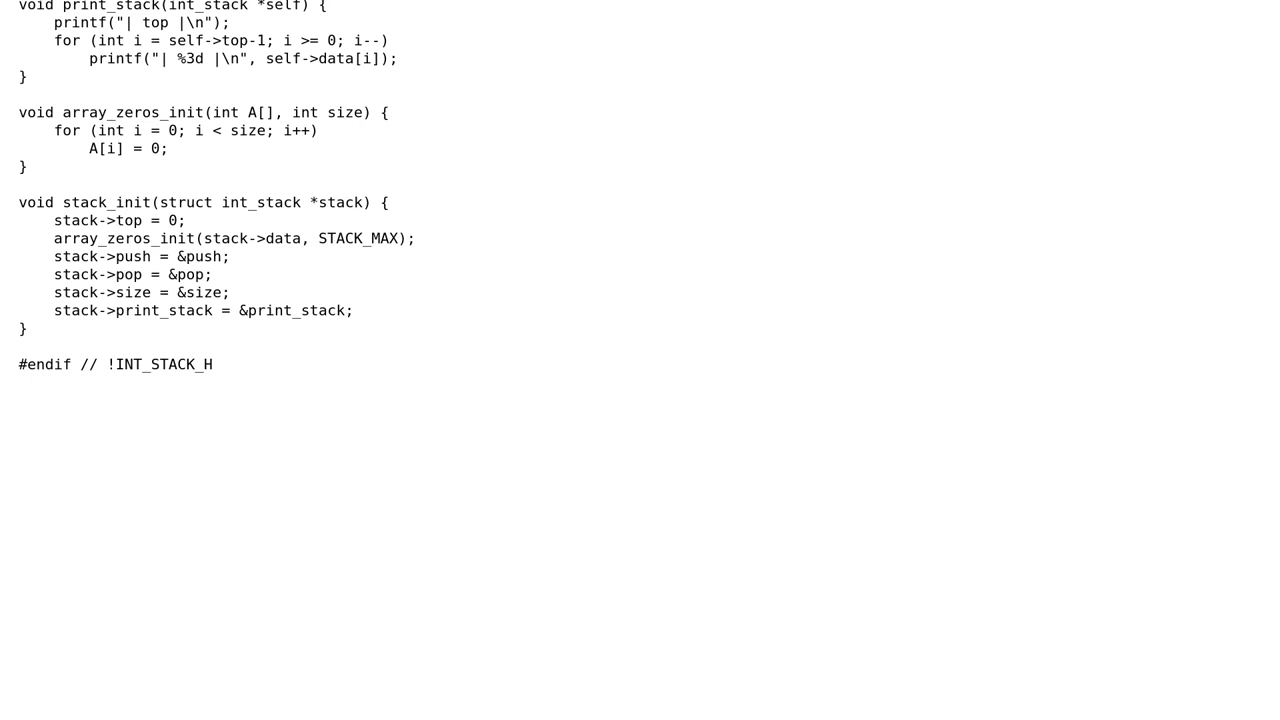 void print_stack(int_stack *self) {
    printf("| top |\n");
    for (int i = self->top-1; i >= 0; i--)
        printf("| %3d |\n", self->data[i]);
}

void array_zeros_init(int A[], int size) {
    for (int i = 0; i < size; i++)
        A[i] = 0;
}

void stack_init(struct int_stack *stack) {
    stack->top = 0;
    array_zeros_init(stack->data, STACK_MAX);
    stack->push = &push;
    stack->pop = &pop;
    stack->size = &size;
    stack->print_stack = &print_stack;
}

#endif // !INT_STACK_H